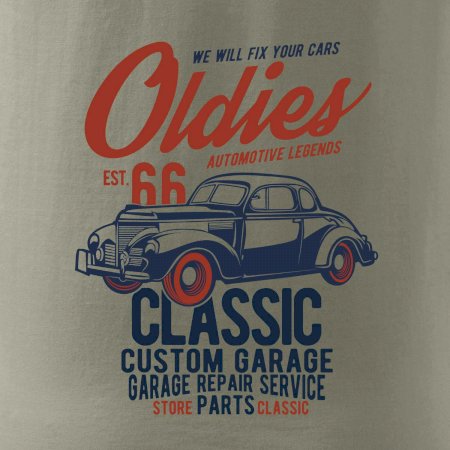 WE WILL FIX YOUR CARS
Oldies
AUTOMOTIVE LEGENDS
EST. 66
CLASSIC
CUSTOM GARAGE
GARAGE REPAIR SERVICE
STORE PARTS CLASSIC